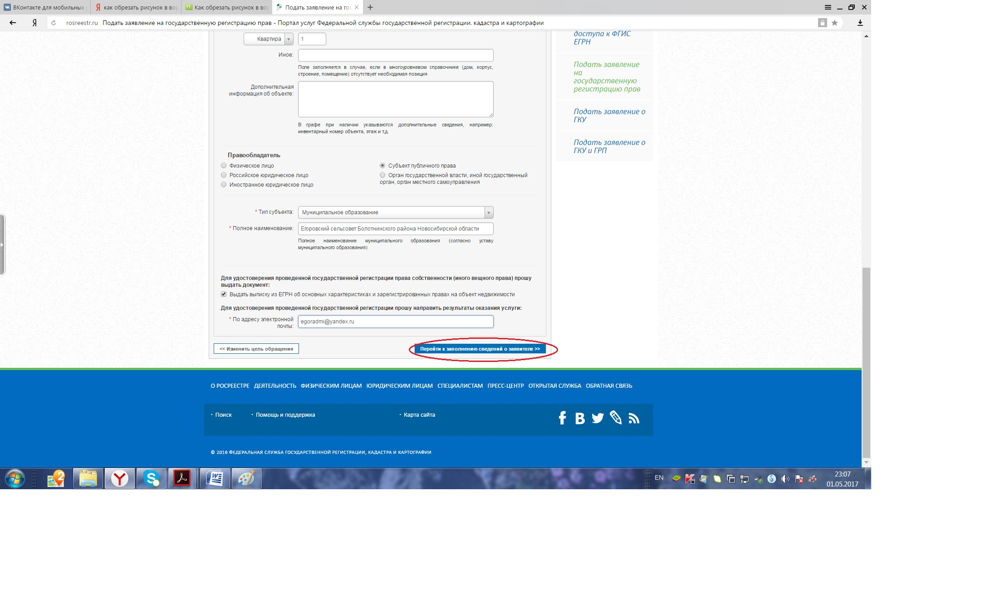 ВКонтакте для мобильных
как обрезать рисунок в вор
Как обрезать рисунок в вор
Подать заявление на гос
Я
rosreestr.ru Подать заявление на государственную регистрацию прав - Портал услуг Федеральной службы государственной регистрации, кадастра и картографии
Квартира
1
Иное:
Поле заполняется в случае, если в многоуровневом справочнике (дом, корпус,
строение, помещение) отсутствует необходимая позиция
Дополнительная
информация об объекте:
В графе при наличии указываются дополнительные сведения, например:
инвентарный номер объекта, этаж и т.д.
Правообладатель
Физическое лицо
Российское юридическое лицо
Иностранное юридическое лицо
Субъект публичного права
Орган государственной власти, иной государственный
орган, орган местного самоуправления
* Тип субъекта:
Муниципальное образование
* Полное наименование:
Егоровский сельсовет Болотнинского района Новосибирской области
Полное наименование муниципального образования (согласно уставу
муниципального образования)
Для удостоверения проведенной государственной регистрации права собственности (иного вещного права) прошу
выдать документ:
Выдать выписку из ЕГРН об основных характеристиках и зарегистрированных правах на объект недвижимости
Для удостоверения проведенной государственной регистрации прошу направить результаты оказания услуги:
* По адресу электронной
почты:
egoradmi@yandex.ru
<< Изменить цель обращения
Перейти к заполнению сведений о заявителе >>
доступа к ФГИС
ЕГРН
Подать заявление
на
государственную
регистрацию прав
Подать заявление о
ГКУ
Подать заявление о
ГКУ и ГРП
О РОСРЕЕСТРЕ ДЕЯТЕЛЬНОСТЬ ФИЗИЧЕСКИМ ЛИЦАМ ЮРИДИЧЕСКИМ ЛИЦАМ СПЕЦИАЛИСТАМ ПРЕСС-ЦЕНТР ОТКРЫТАЯ СЛУЖБА ОБРАТНАЯ СВЯЗЬ
Поиск
Помощь и поддержка
Карта сайта
© 2016 ФЕДЕРАЛЬНАЯ СЛУЖБА ГОСУДАРСТВЕННОЙ РЕГИСТРАЦИИ, КАДАСТРА И КАРТОГРАФИИ
EN
23:07
01.05.2017